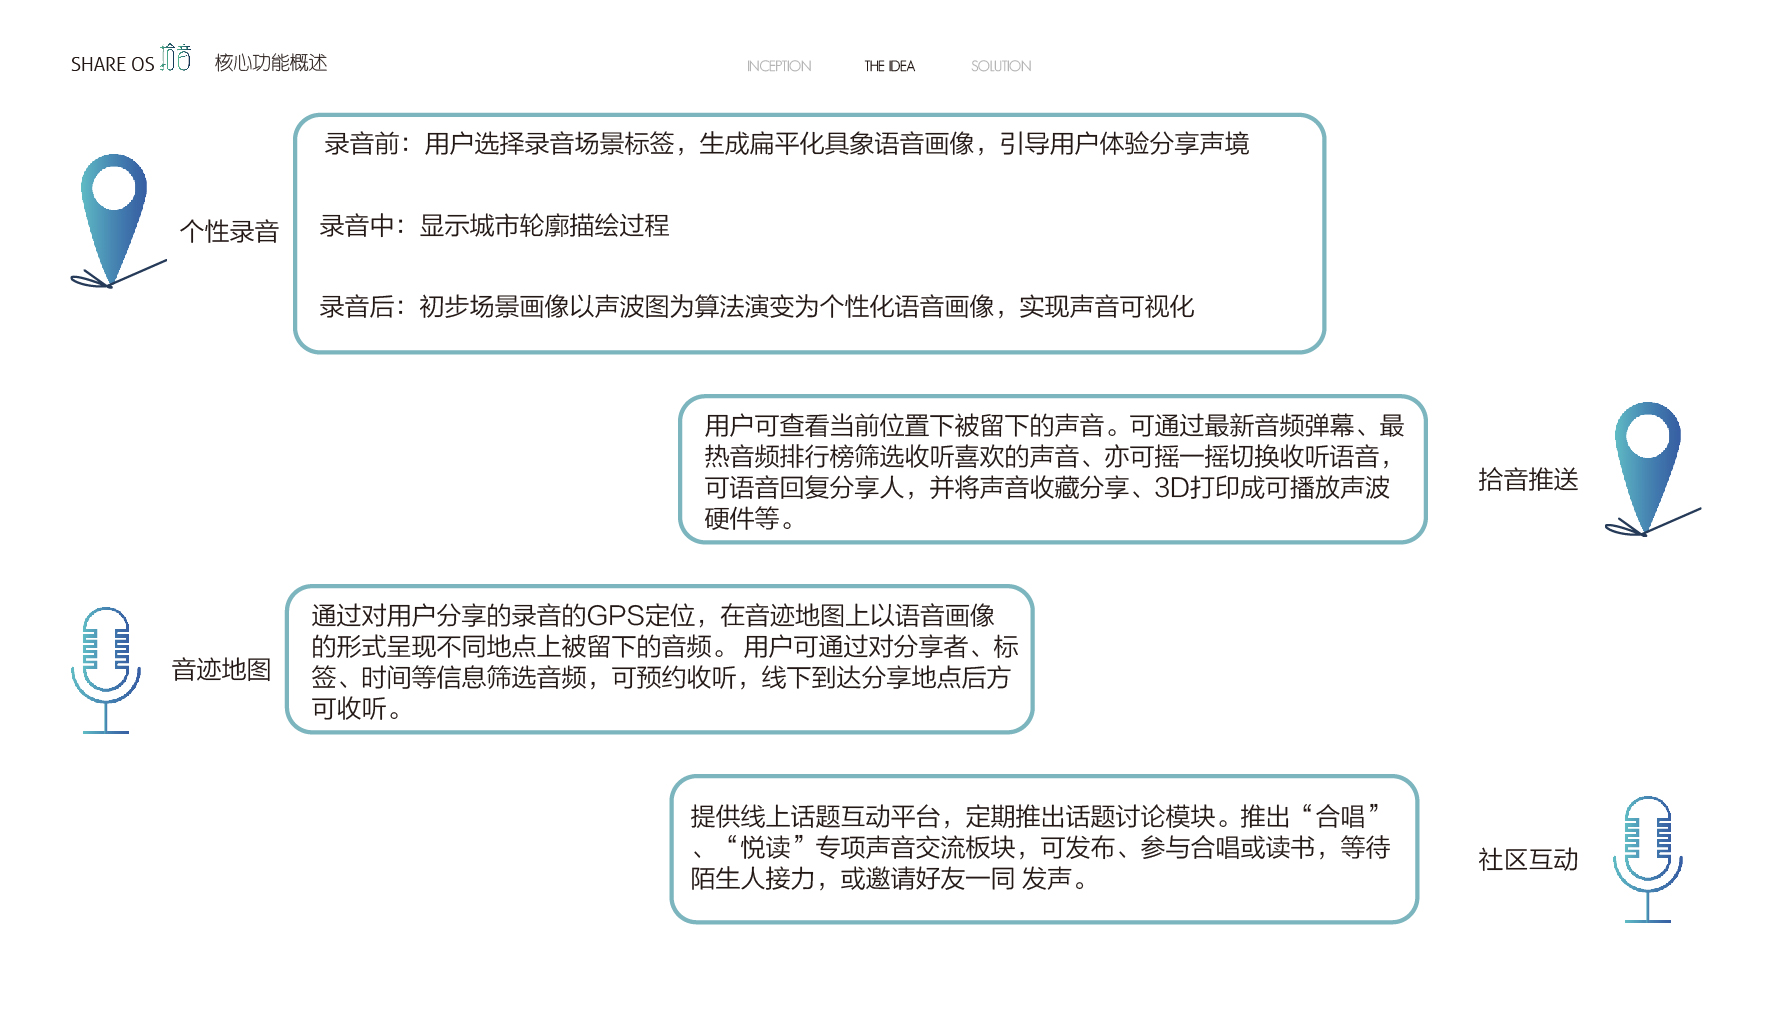 SHARE OS 拾音 核心功能概述
INCEPTION THE IDEA SOLUTION
录音前：用户选择录音场景标签，生成扁平化具象语音画像，引导用户体验分享声境
个性录音
录音中：显示城市轮廓描绘过程
录音后：初步场景画像以声波图为算法演变为个性化语音画像，实现声音可视化
用户可查看当前位置下被留下的声音。可通过最新音频弹幕、最
热音频排行榜筛选收听喜欢的声音、亦可摇一摇切换收听语音，
可语音回复分享人，并将声音收藏分享、3D打印成可播放声波
硬件等。
拾音推送
音迹地图
通过对用户分享的录音的GPS定位，在音迹地图上以语音画像
的形式呈现不同地点上被留下的音频。 用户可通过对分享者、标
签、时间等信息筛选音频，可预约收听，线下到达分享地点后方
可收听。
提供线上话题互动平台，定期推出话题讨论模块。推出“合唱”
、“悦读”专项声音交流板块，可发布、参与合唱或读书，等待
陌生人接力，或邀请好友一同 发声。
社区互动